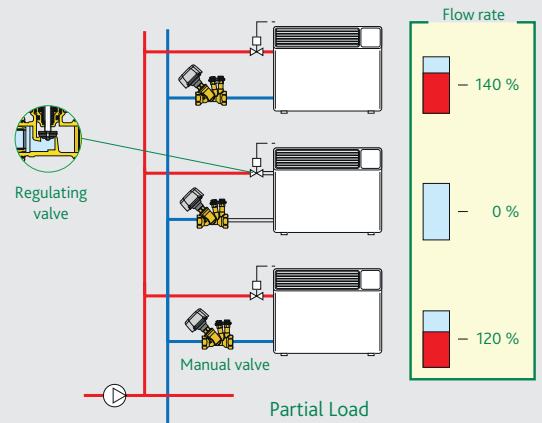 Flow rate
140 %
Regulating
valve
0 %
120 %
Manual valve
Partial Load